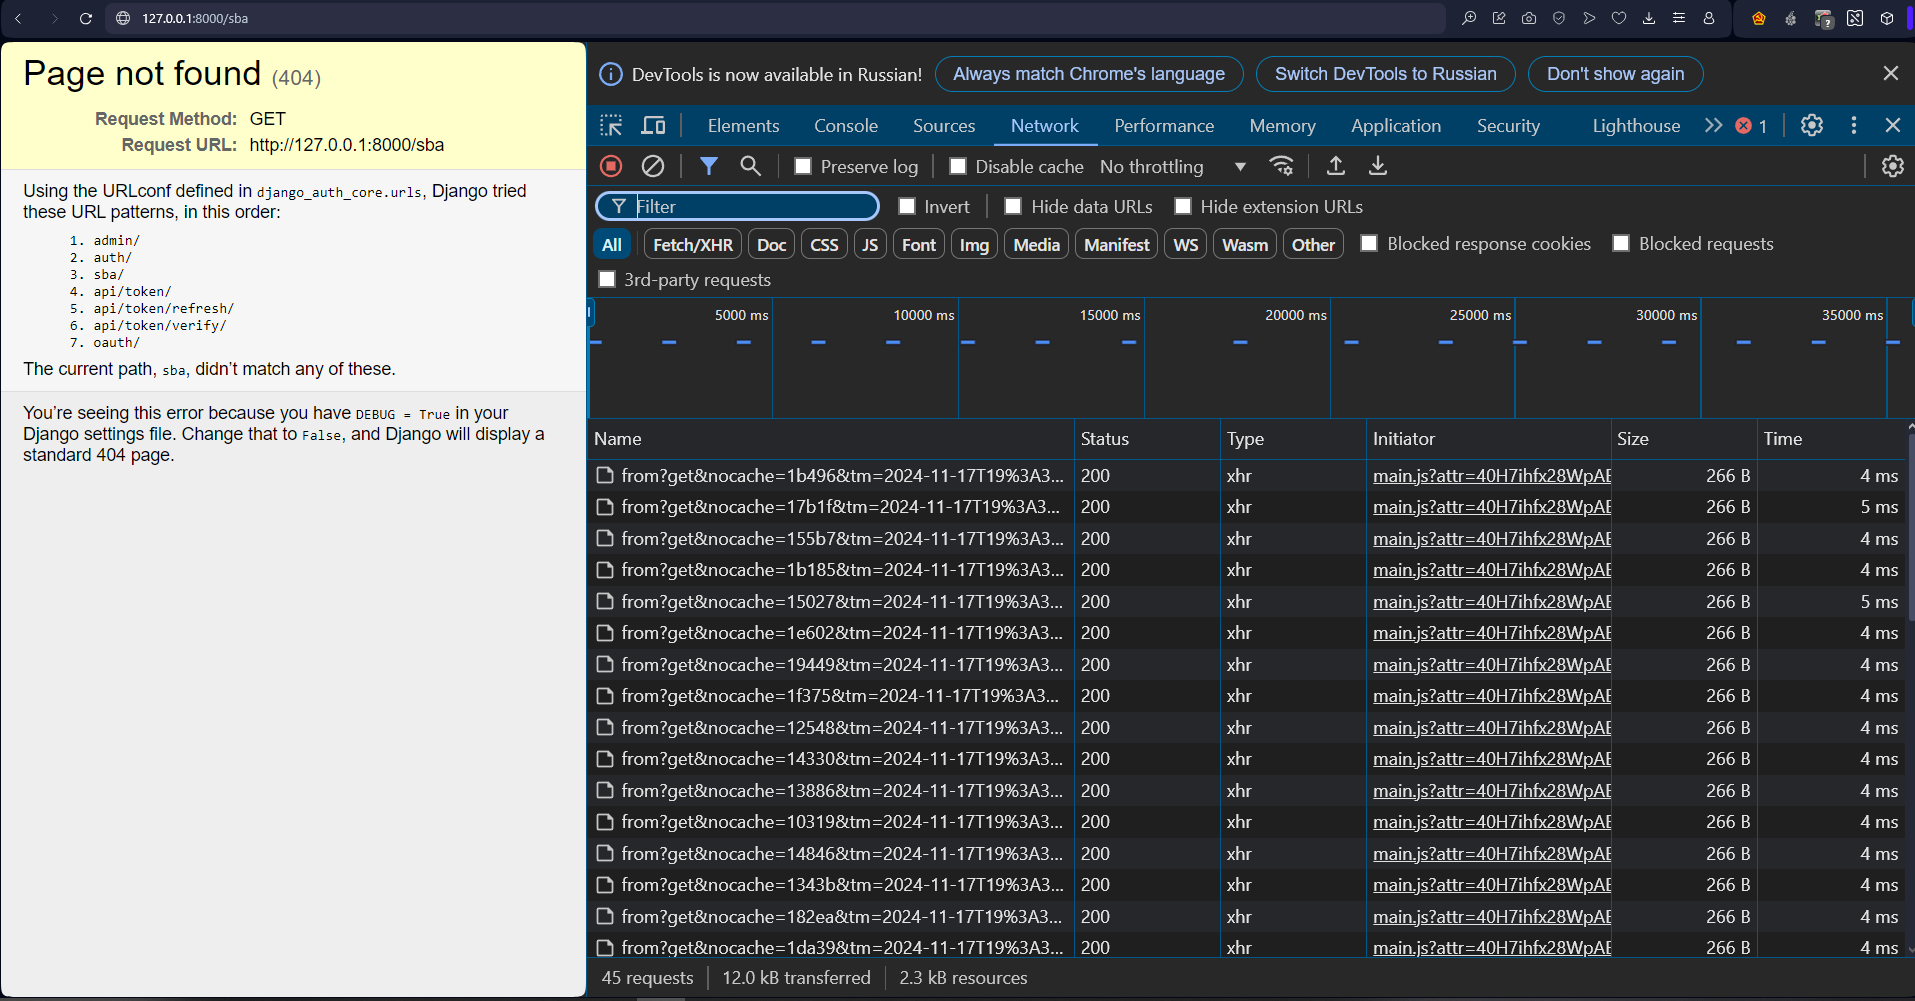 127.0.0.1:8000/sba
Page not found (404)
Request Method: GET
Request URL: http://127.0.0.1:8000/sba
Using the URLconf defined in django_auth_core.urls, Django tried
these URL patterns, in this order:
1. admin/
2. auth/
3. sba/
4. api/token/
5. api/token/refresh/
6. api/token/verify/
7. oauth/
The current path, sba, didn’t match any of these.
You’re seeing this error because you have DEBUG = True in your
Django settings file. Change that to False, and Django will display a
standard 404 page.
DevTools is now available in Russian! Always match Chrome's language Switch DevTools to Russian Don't show again
Elements Console Sources Network Performance Memory Application Security Lighthouse 1
Preserve log Disable cache No throttling
Filter Invert Hide data URLs Hide extension URLs
All Fetch/XHR Doc CSS JS Font Img Media Manifest WS Wasm Other Blocked response cookies Blocked requests
3rd-party requests
5000 ms 10000 ms 15000 ms 20000 ms 25000 ms 30000 ms 35000 ms
Name Status Type Initiator Size Time
from?get&nocache=1b496&tm=2024-11-17T19%3A3... 200 xhr main.js?attr=40H7ihfx28WpAE 266 B 4 ms
from?get&nocache=17b1f&tm=2024-11-17T19%3A3... 200 xhr main.js?attr=40H7ihfx28WpAE 266 B 5 ms
from?get&nocache=155b7&tm=2024-11-17T19%3A3... 200 xhr main.js?attr=40H7ihfx28WpAE 266 B 4 ms
from?get&nocache=1b185&tm=2024-11-17T19%3A3... 200 xhr main.js?attr=40H7ihfx28WpAE 266 B 4 ms
from?get&nocache=15027&tm=2024-11-17T19%3A3... 200 xhr main.js?attr=40H7ihfx28WpAE 266 B 5 ms
from?get&nocache=1e602&tm=2024-11-17T19%3A3... 200 xhr main.js?attr=40H7ihfx28WpAE 266 B 4 ms
from?get&nocache=19449&tm=2024-11-17T19%3A3... 200 xhr main.js?attr=40H7ihfx28WpAE 266 B 4 ms
from?get&nocache=1f375&tm=2024-11-17T19%3A3... 200 xhr main.js?attr=40H7ihfx28WpAE 266 B 4 ms
from?get&nocache=12548&tm=2024-11-17T19%3A3... 200 xhr main.js?attr=40H7ihfx28WpAE 266 B 4 ms
from?get&nocache=14330&tm=2024-11-17T19%3A3... 200 xhr main.js?attr=40H7ihfx28WpAE 266 B 4 ms
from?get&nocache=13886&tm=2024-11-17T19%3A3... 200 xhr main.js?attr=40H7ihfx28WpAE 266 B 4 ms
from?get&nocache=10319&tm=2024-11-17T19%3A3... 200 xhr main.js?attr=40H7ihfx28WpAE 266 B 4 ms
from?get&nocache=14846&tm=2024-11-17T19%3A3... 200 xhr main.js?attr=40H7ihfx28WpAE 266 B 4 ms
from?get&nocache=1343b&tm=2024-11-17T19%3A3... 200 xhr main.js?attr=40H7ihfx28WpAE 266 B 4 ms
from?get&nocache=182ea&tm=2024-11-17T19%3A3... 200 xhr main.js?attr=40H7ihfx28WpAE 266 B 4 ms
from?get&nocache=1da39&tm=2024-11-17T19%3A3... 200 xhr main.js?attr=40H7ihfx28WpAE 266 B 4 ms
45 requests 12.0 kB transferred 2.3 kB resources